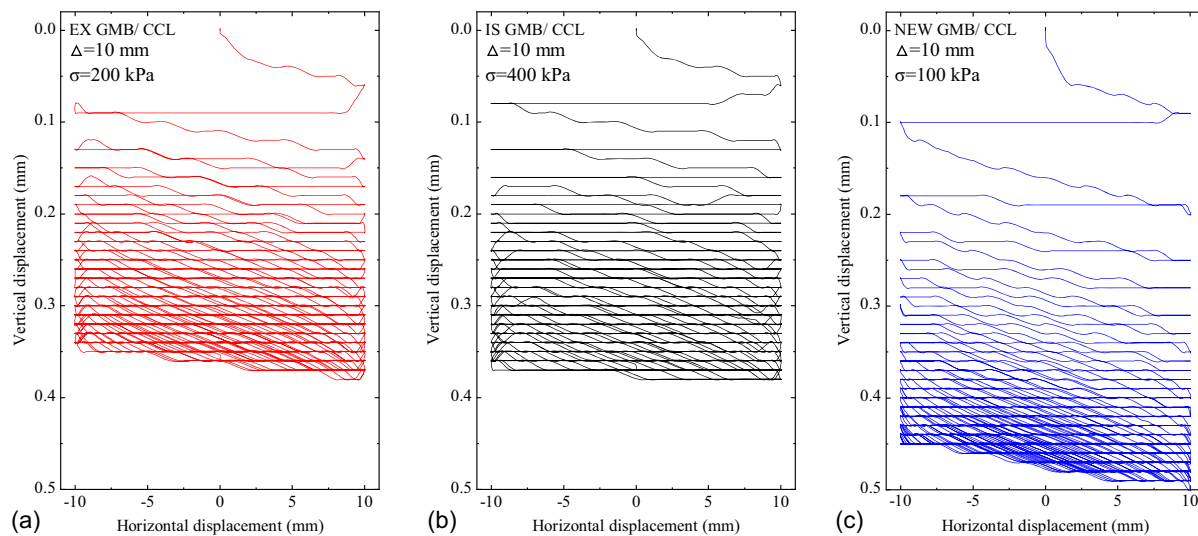 EX GMB/ CCL
△=10 mm
σ=200 kPa
0.0
0.1
0.2
0.3
0.4
0.5
Vertical displacement (mm)
-10
-5
0
5
10
Horizontal displacement (mm)
(a)
IS GMB/ CCL
△=10 mm
σ=400 kPa
0.0
0.1
0.2
0.3
0.4
0.5
Vertical displacement (mm)
-10
-5
0
5
10
Horizontal displacement (mm)
(b)
NEW GMB/ CCL
△=10 mm
σ=100 kPa
0.0
0.1
0.2
0.3
0.4
0.5
Vertical displacement (mm)
-10
-5
0
5
10
Horizontal displacement (mm)
(c)